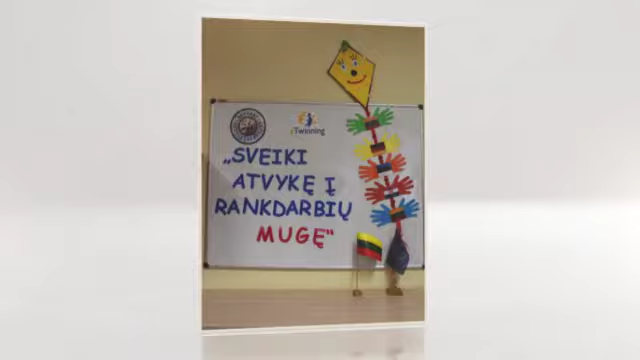 eTwinning
„SVEIKI
ATVYKĘ Į
RANKDARBIŲ
MUGĘ“